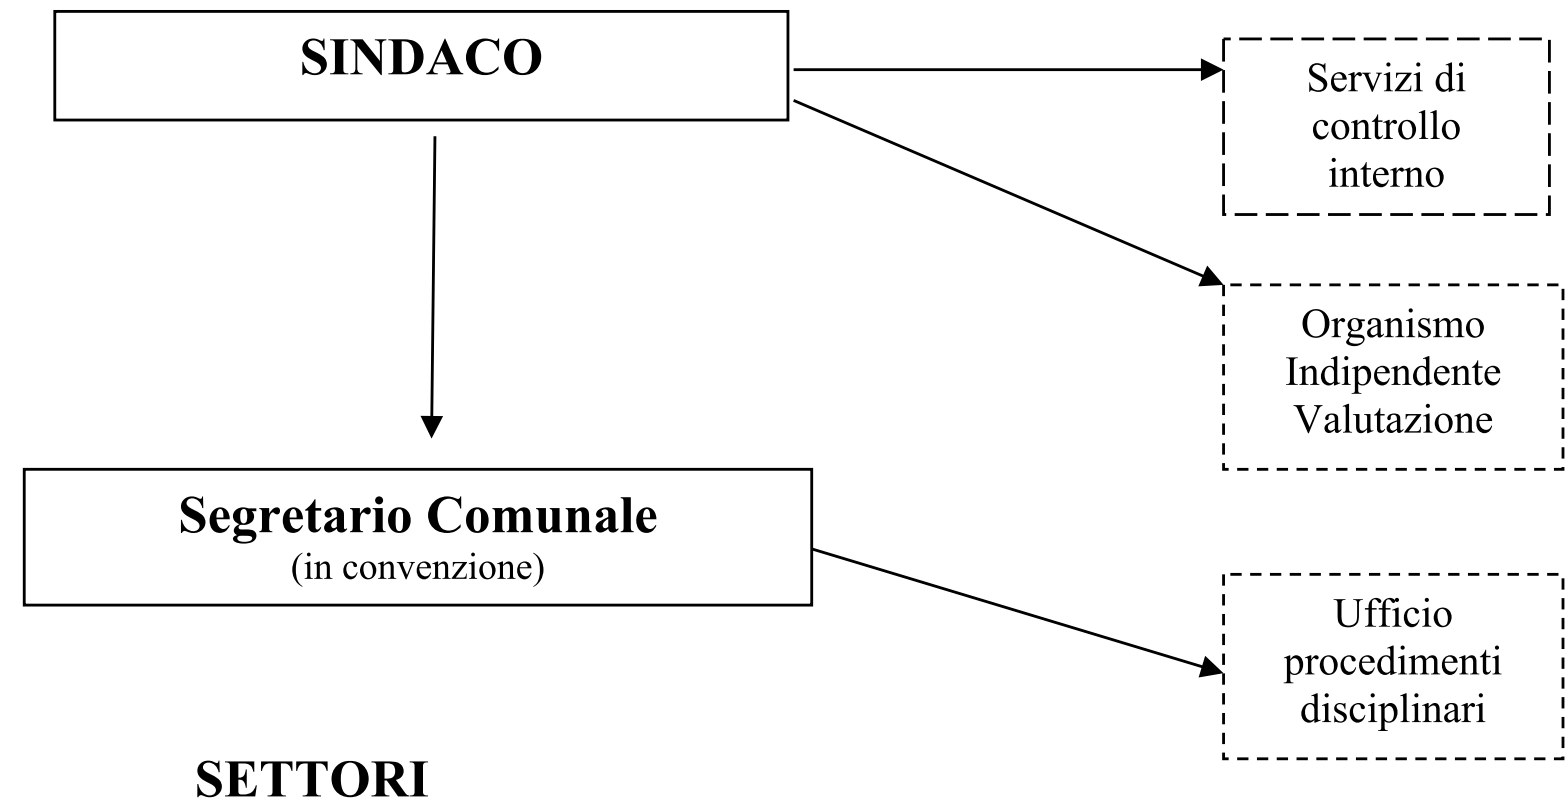 SINDACO
Servizi di
controllo
interno
Organismo
Indipendente
Valutazione
Segretario Comunale
(in convenzione)
Ufficio
procedimenti
disciplinari
SETTORI